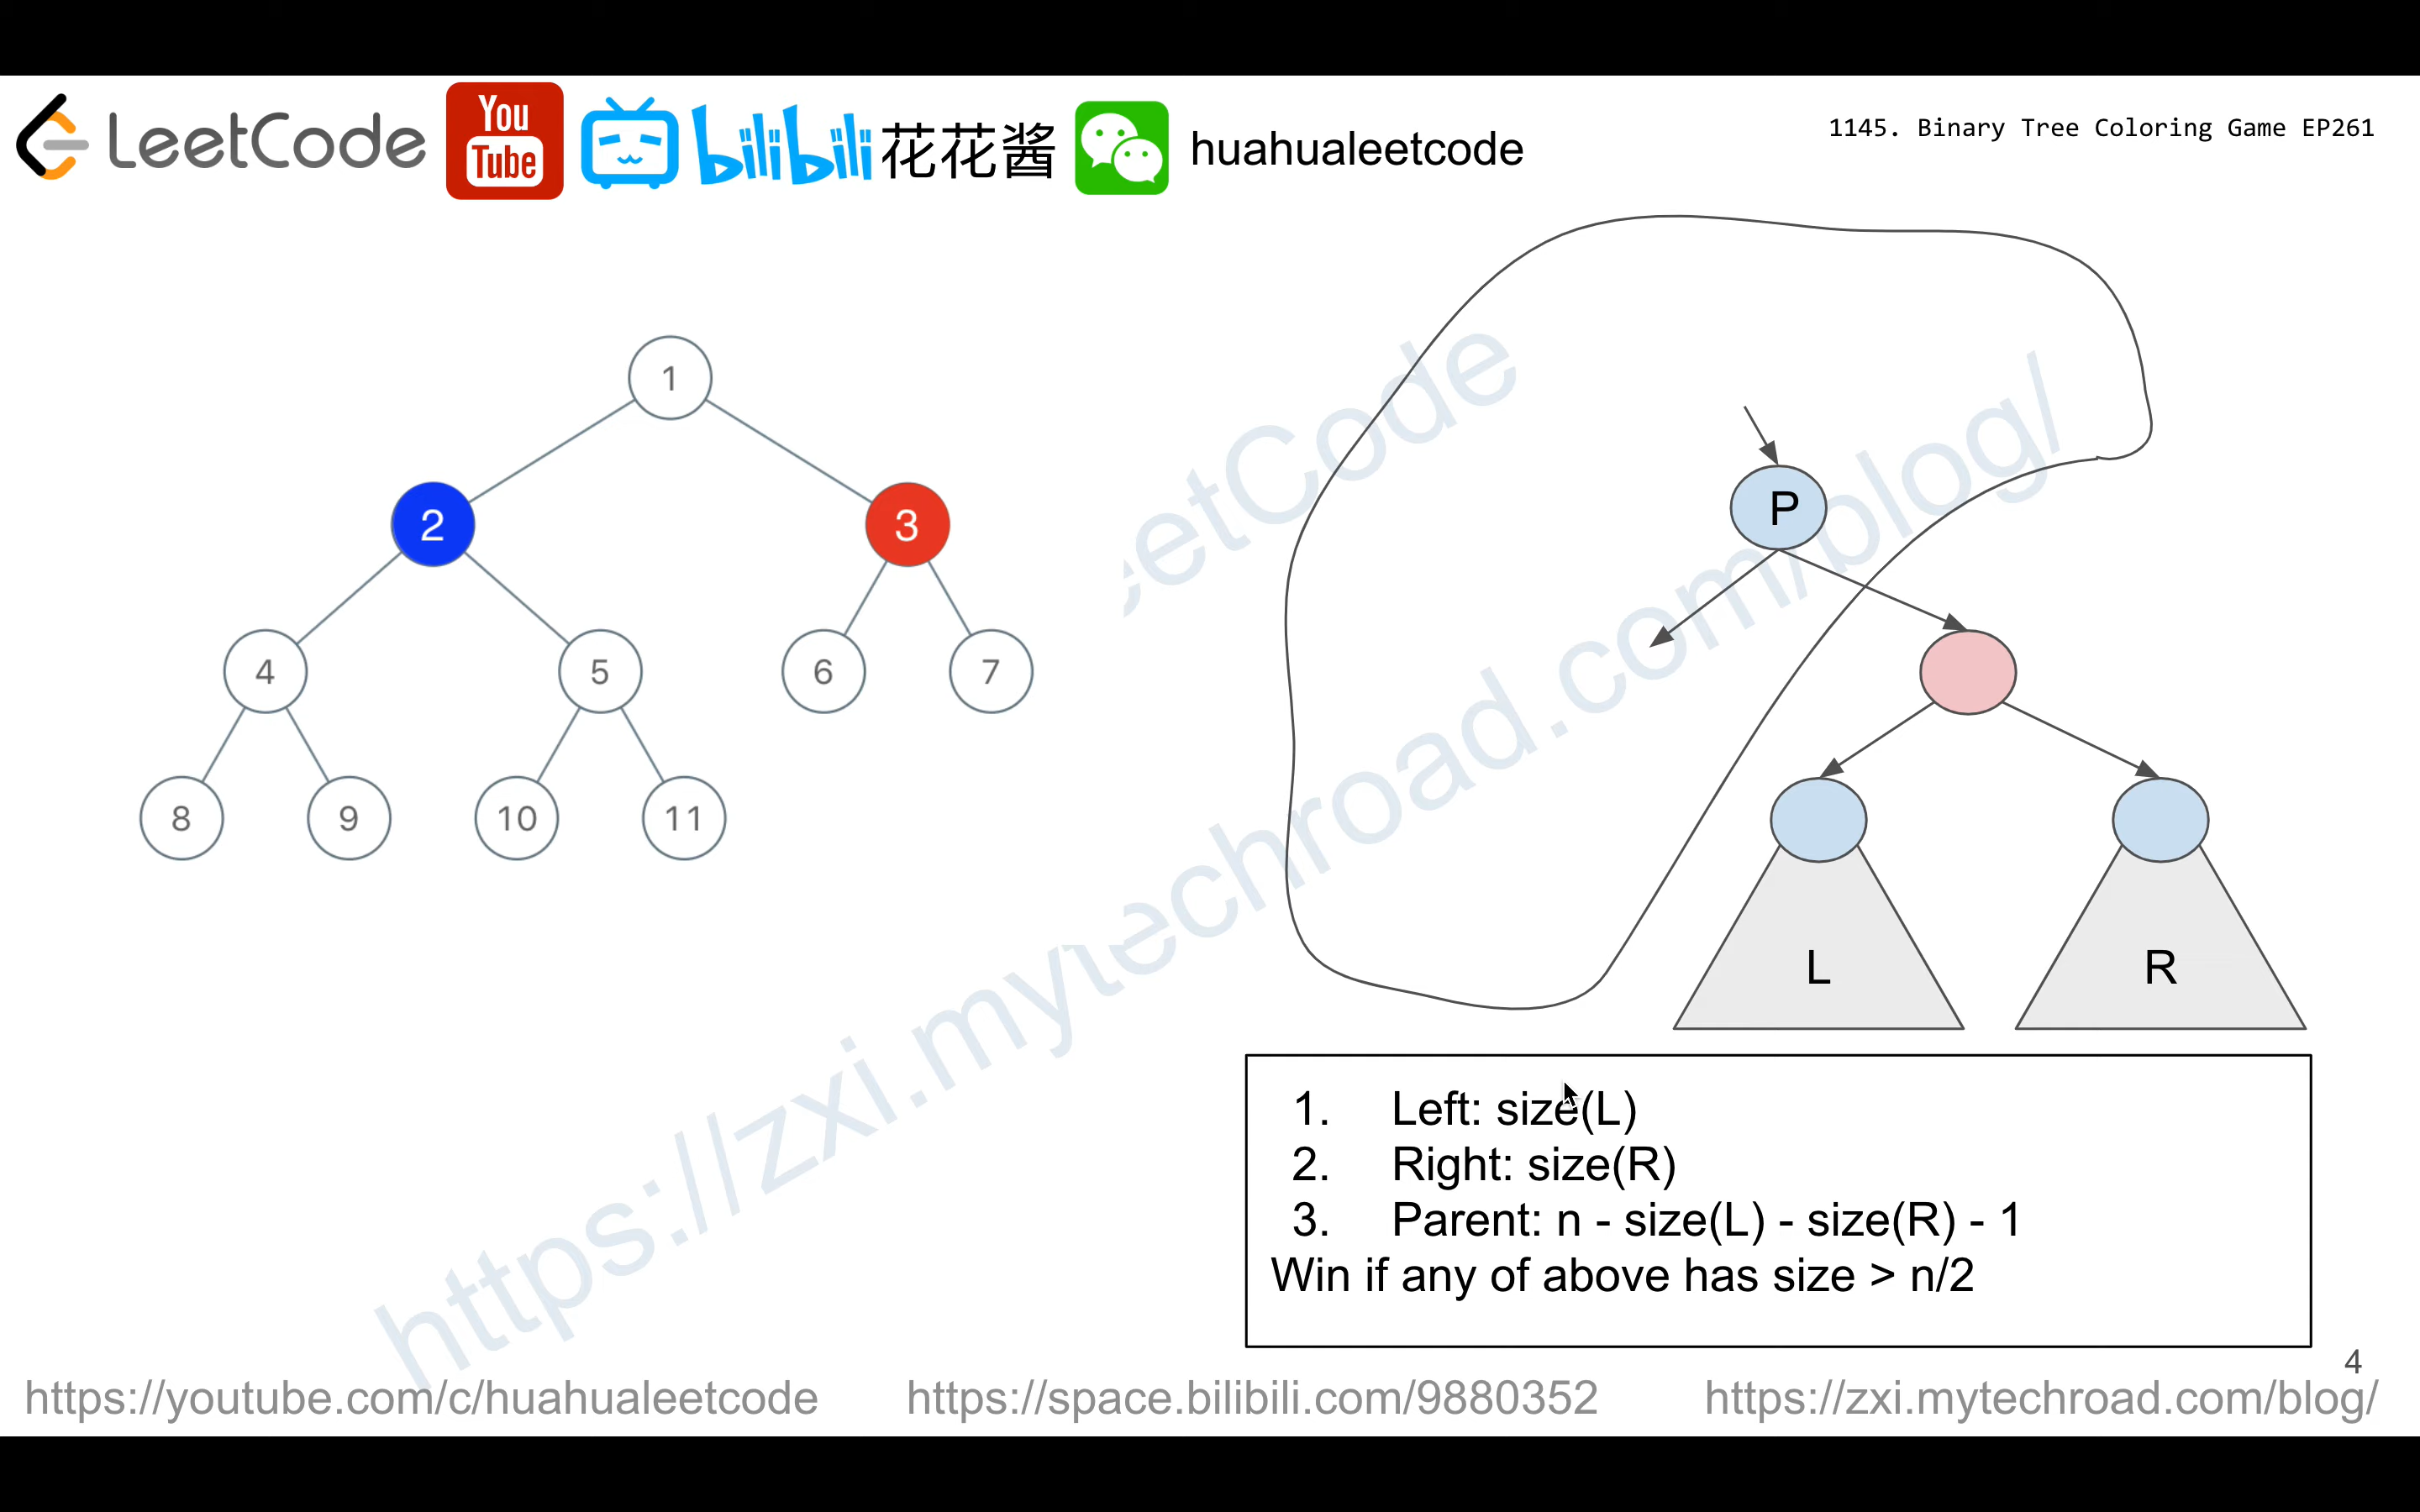 LeetCode You Tube bilibili 花花酱 huahualeetcode
1145. Binary Tree Coloring Game EP261
1
2
3
4
5
6
7
8
9
10
11
P
L
R
1. Left: size(L)
2. Right: size(R)
3. Parent: n - size(L) - size(R) - 1
Win if any of above has size > n/2
4
https://youtube.com/c/huahualeetcode https://space.bilibili.com/9880352 https://zxi.mytechroad.com/blog/
https://zxi.mytechroad.com/blog/
eetCode